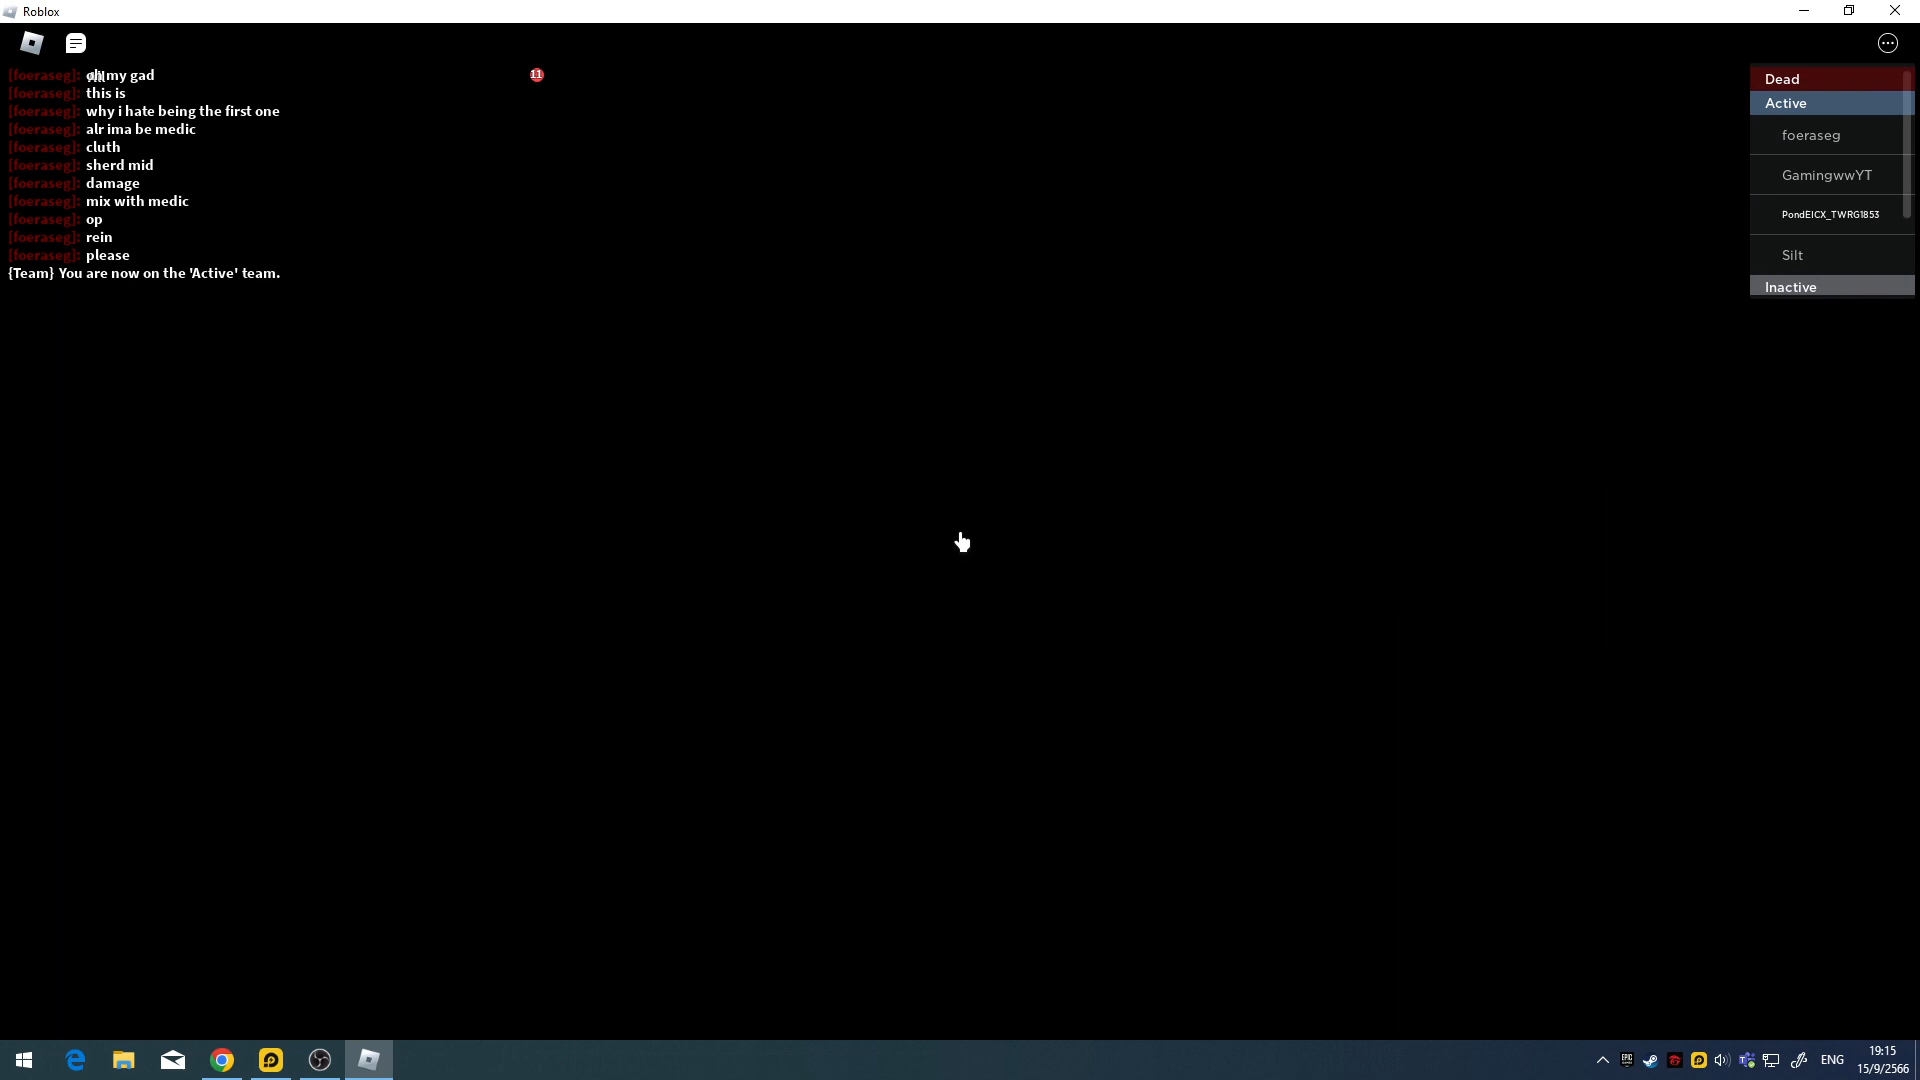 Roblox
[foeraseg]: oh my gad
All
11
[foeraseg]: this is
[foeraseg]: why i hate being the first one
[foeraseg]: alr ima be medic
[foeraseg]: cluth
[foeraseg]: sherd mid
[foeraseg]: damage
[foeraseg]: mix with medic
[foeraseg]: op
[foeraseg]: rein
[foeraseg]: please
{Team} You are now on the 'Active' team.
Dead
Active
foeraseg
GamingwwYT
PondEICX_TWRG1853
Silt
Inactive
EPIC
ENG
19:15
15/9/2566